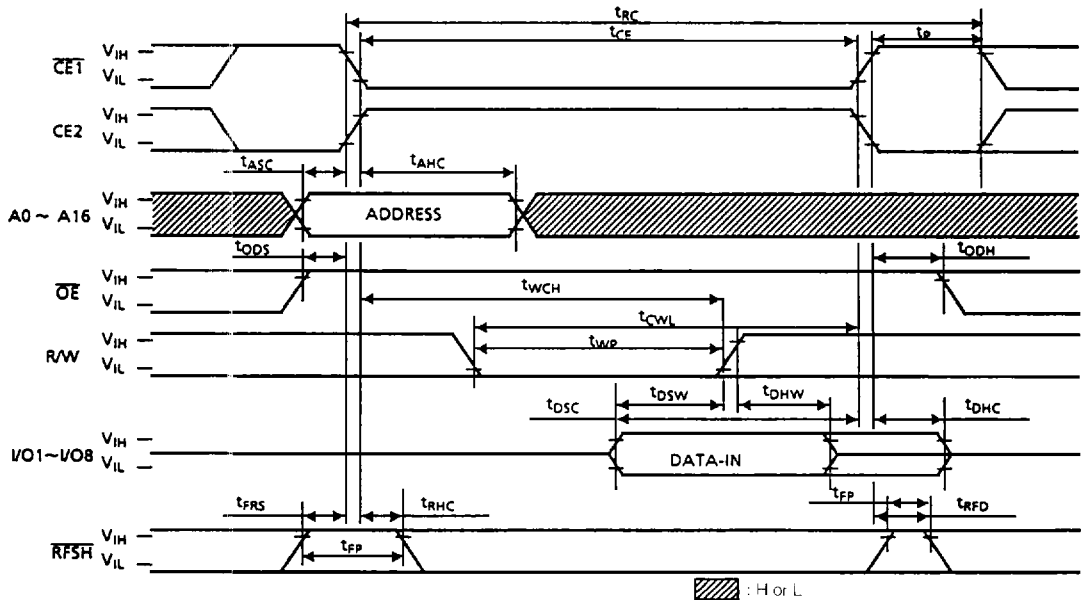 tRC
tCE
tP
CE1 VIH
VIL
CE2 VIH
VIL
tASC tAHC
A0 ~ A16 VIH
VIL
ADDRESS
tODS tODH
OE VIH
VIL
tWCH
tCWL
R/W VIH
VIL
tWP
tDSC tDSW tDHW tDHC
I/O1~I/O8 VIH
VIL
DATA-IN
tFRS tRHC tFP tRFD
RFSH VIH
VIL
tFP
: H or L